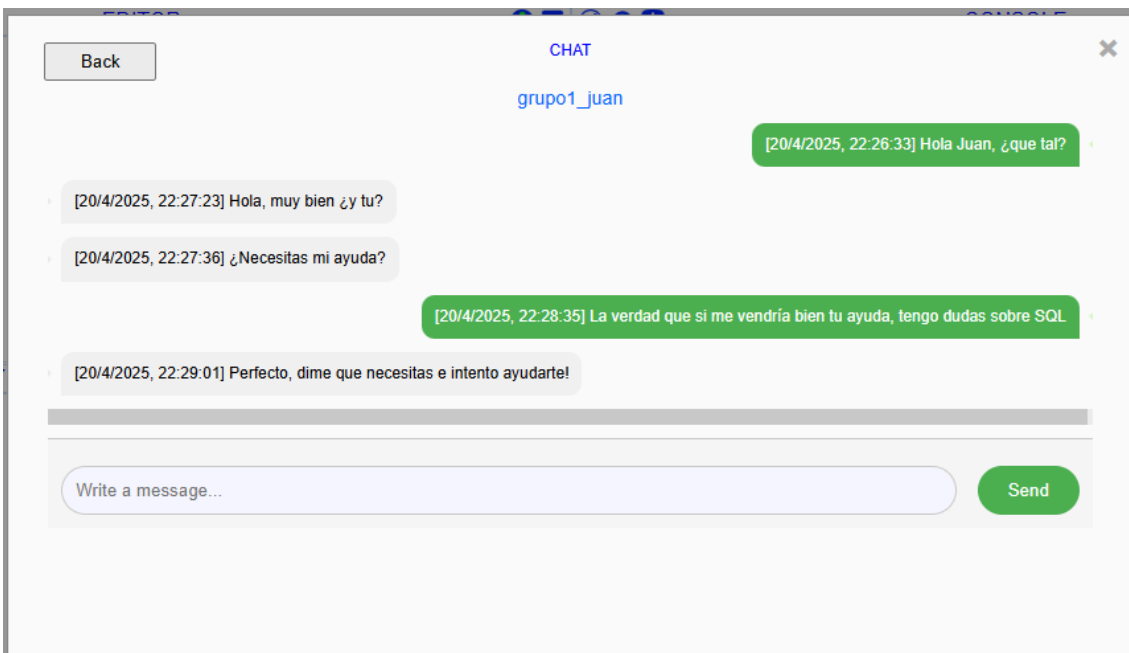 EDITOR
CONSOLE
Back
CHAT
grupo1_juan
[20/4/2025, 22:26:33] Hola Juan, ¿que tal?
[20/4/2025, 22:27:23] Hola, muy bien ¿y tu?
[20/4/2025, 22:27:36] ¿Necesitas mi ayuda?
[20/4/2025, 22:28:35] La verdad que si me vendría bien tu ayuda, tengo dudas sobre SQL
[20/4/2025, 22:29:01] Perfecto, dime que necesitas e intento ayudarte!
Write a message...
Send